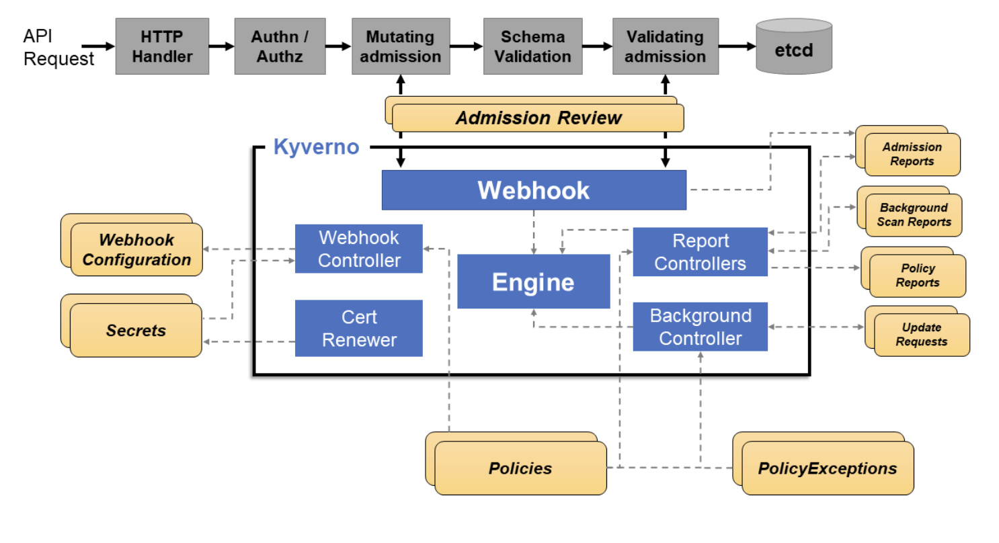 API
Request
HTTP
Handler
Authn /
Authz
Mutating
admission
Schema
Validation
Validating
admission
etcd
Admission Review
Kyverno
Admission
Reports
Webhook
Background
Scan Reports
Webhook
Configuration
Webhook
Controller
Report
Controllers
Engine
Policy
Reports
Secrets
Cert
Renewer
Background
Controller
Update
Requests
Policies
PolicyExceptions